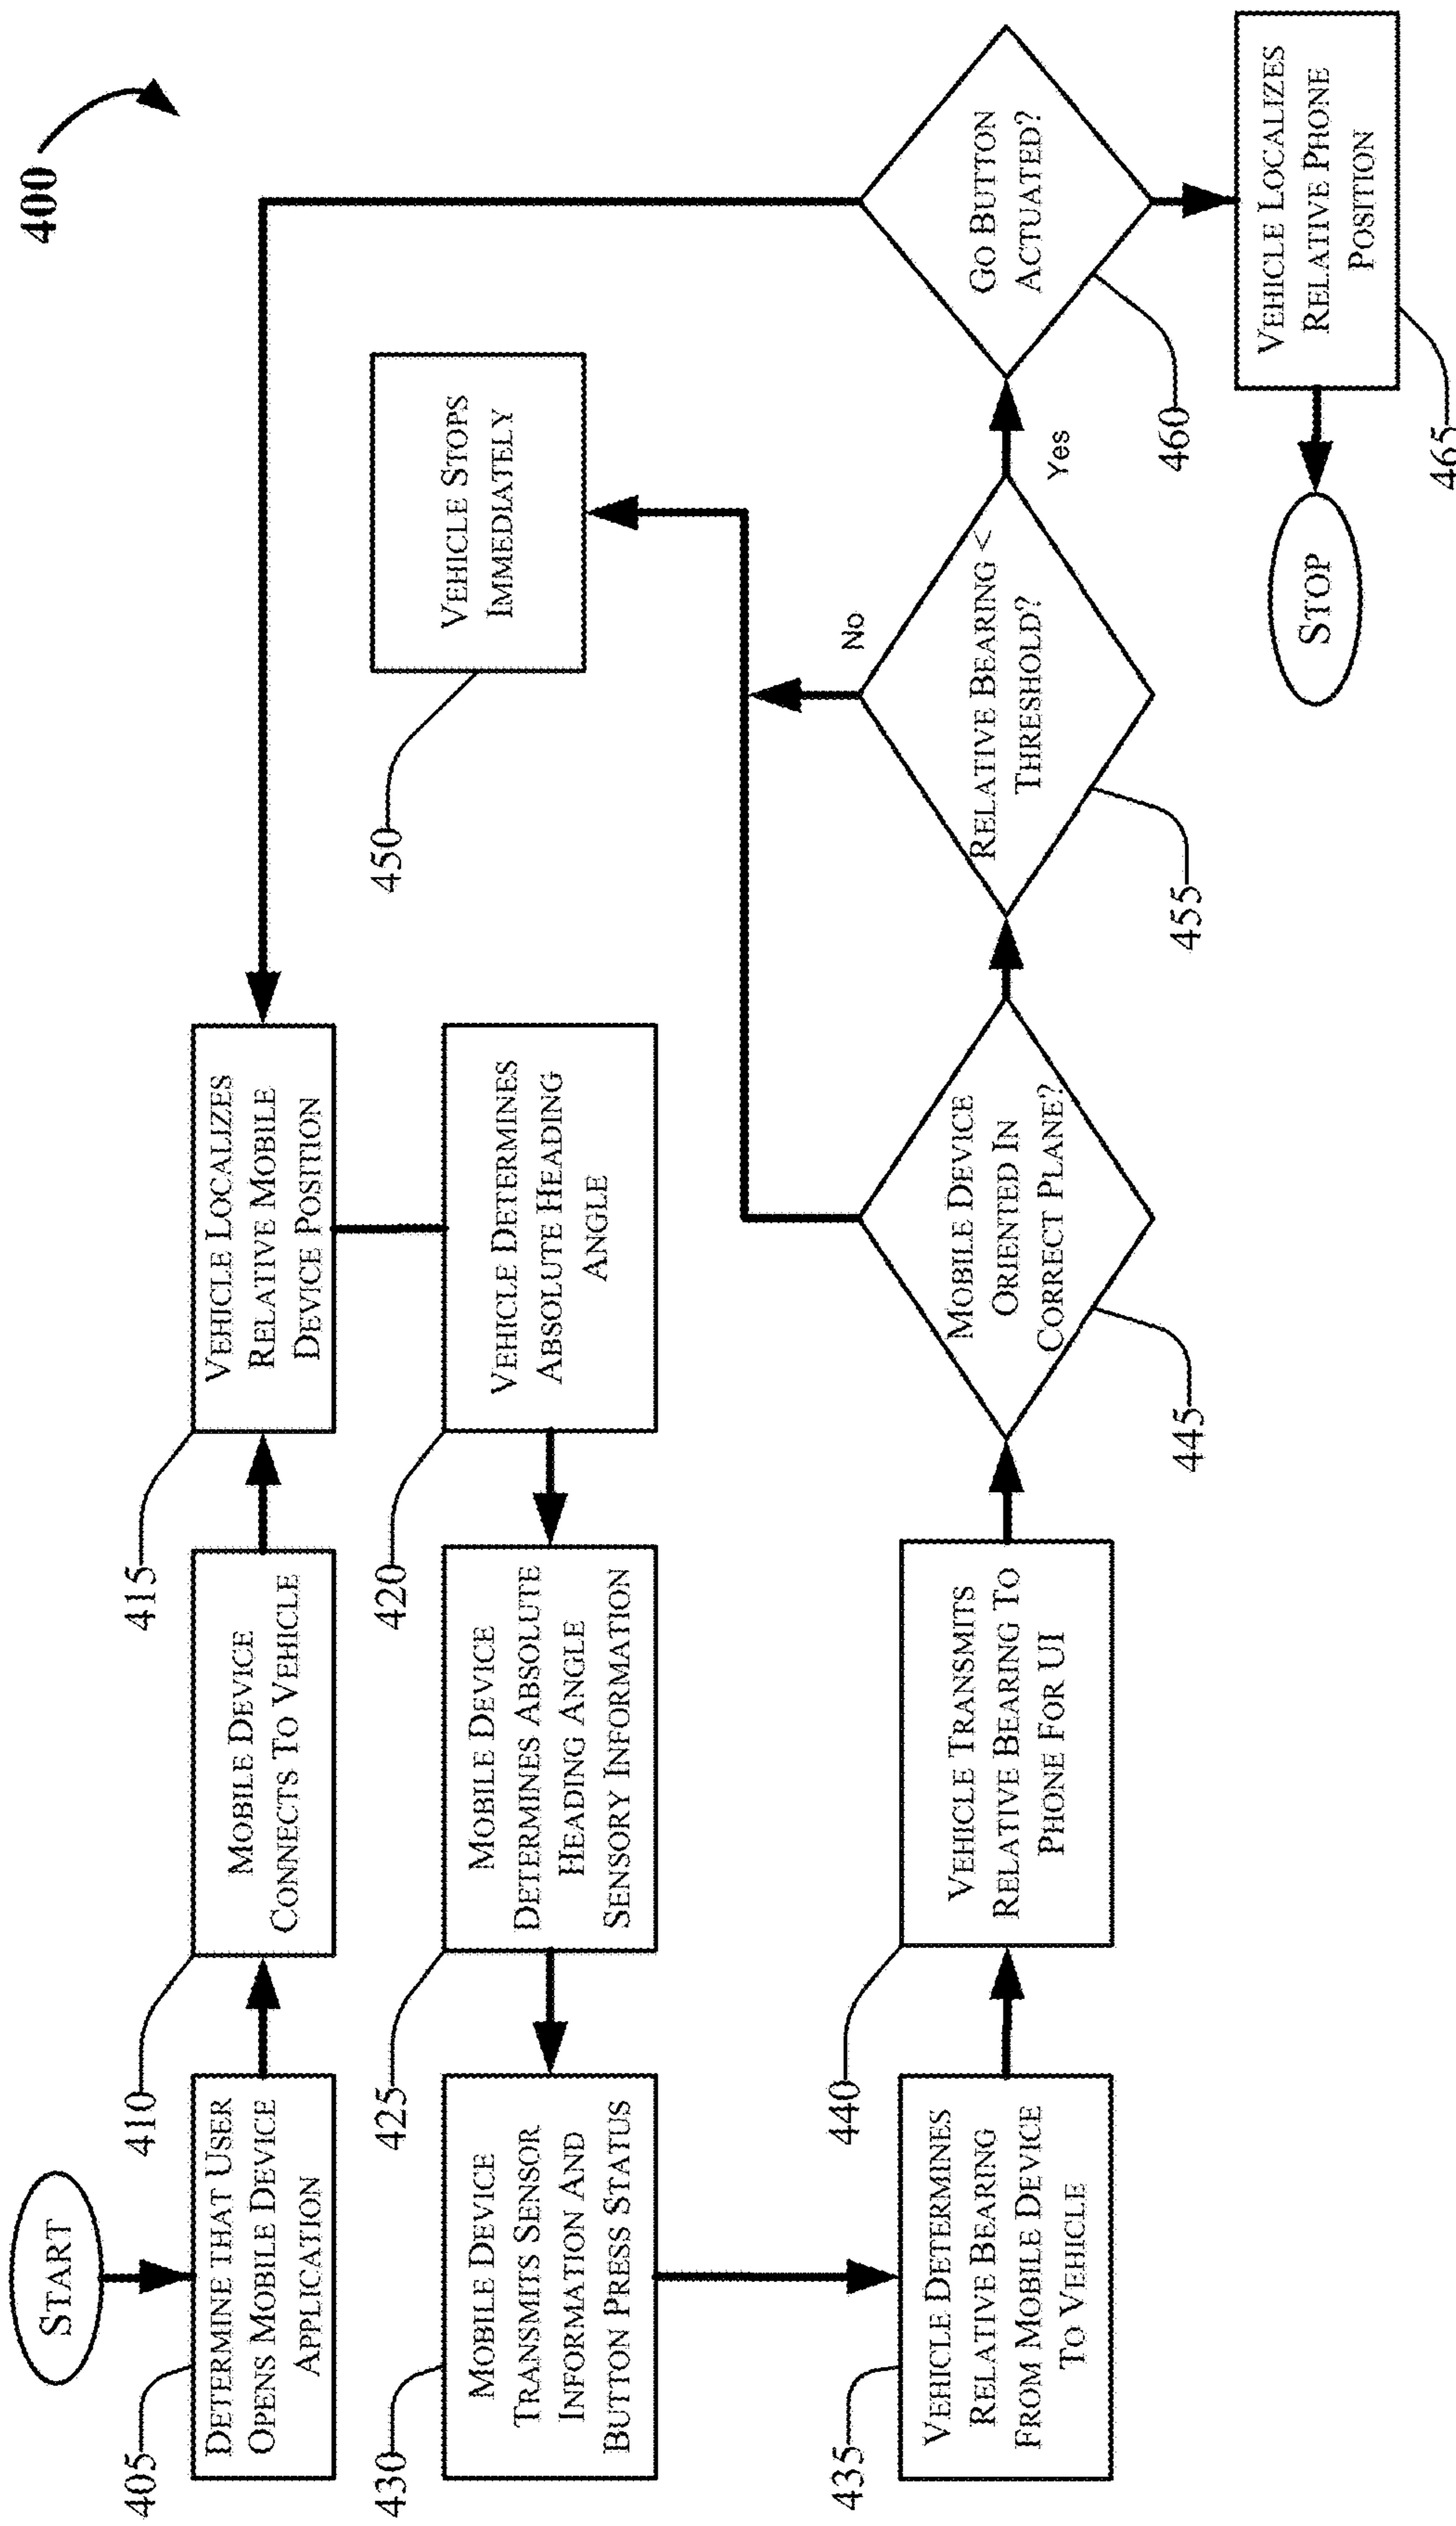 400
START
405
DETERMINE THAT USER
OPENS MOBILE DEVICE
APPLICATION
410
MOBILE DEVICE
CONNECTS TO VEHICLE
415
VEHICLE LOCALIZES
RELATIVE MOBILE
DEVICE POSITION
420
VEHICLE DETERMINES
ABSOLUTE HEADING
ANGLE
425
MOBILE DEVICE
DETERMINES ABSOLUTE
HEADING ANGLE
SENSORY INFORMATION
430
MOBILE DEVICE
TRANSMITS SENSOR
INFORMATION AND
BUTTON PRESS STATUS
435
VEHICLE DETERMINES
RELATIVE BEARING
FROM MOBILE DEVICE
TO VEHICLE
440
VEHICLE TRANSMITS
RELATIVE BEARING TO
PHONE FOR UI
445
MOBILE DEVICE
ORIENTED IN
CORRECT PLANE?
450
VEHICLE STOPS
IMMEDIATELY
455
RELATIVE BEARING <
THRESHOLD?
No
Yes
460
GO BUTTON
ACTUATED?
465
VEHICLE LOCALIZES
RELATIVE PHONE
POSITION
STOP